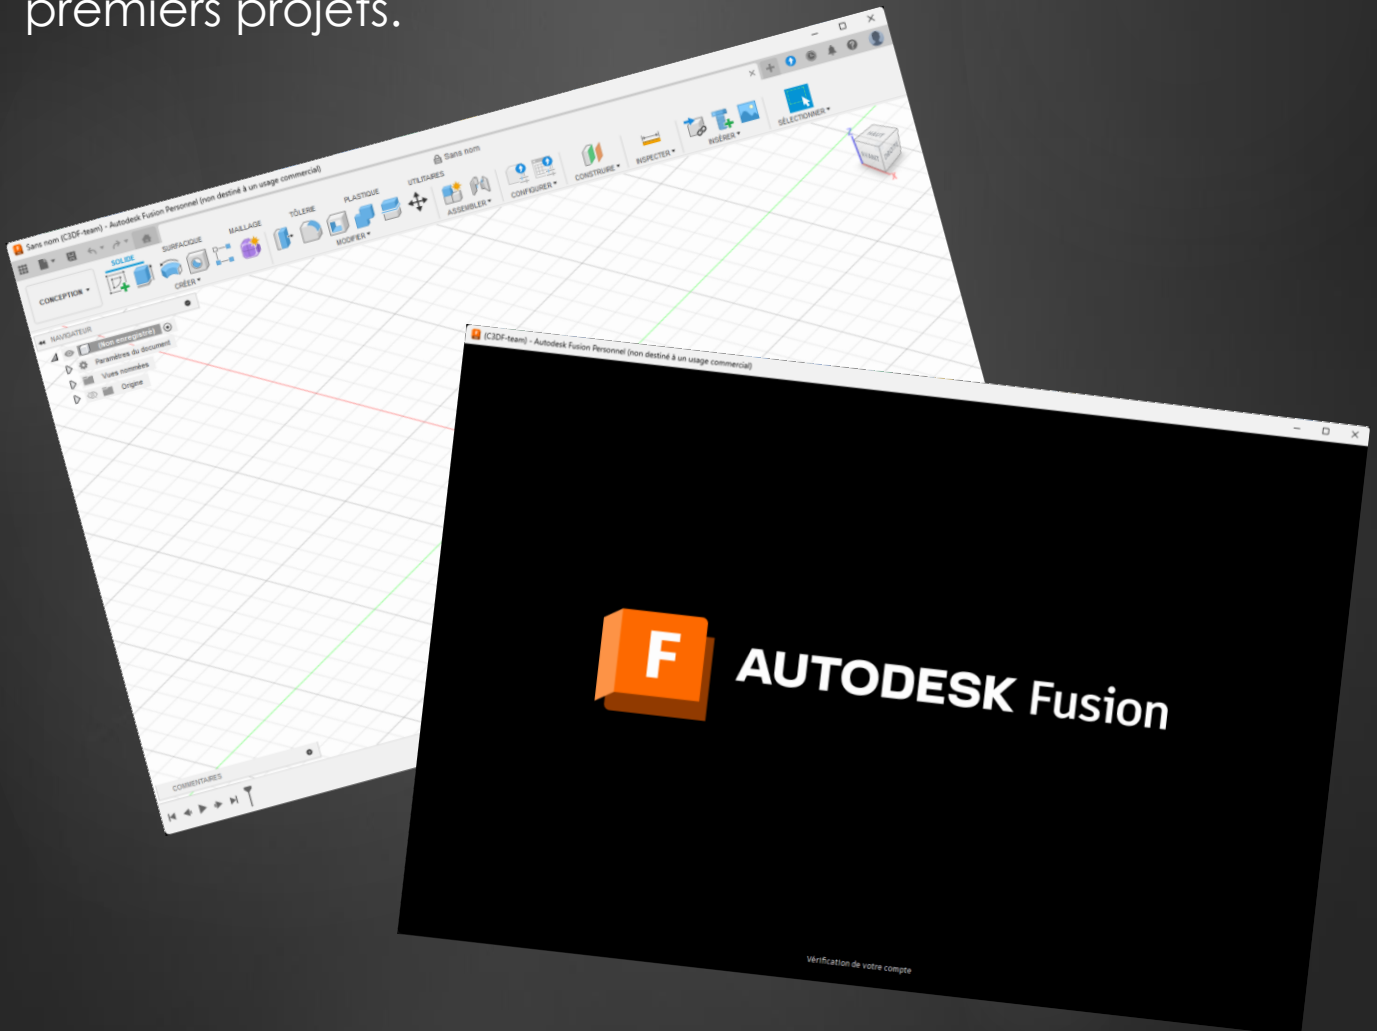 premiers projets.
Sans nom (C3DF-team) - Autodesk Fusion Personnel (non destiné à un usage commercial)
Sans nom
CONCEPTION
SOLIDE
SURFACIQUE
MAILLAGE
TÔLERIE
PLASTIQUE
UTILITAIRES
CRÉER
MODIFIER
ASSEMBLER
CONFIGURER
CONSTRUIRE
INSPECTER
INSÉRER
SÉLECTIONNER
HAUT
DROITE
Z
X
NAVIGATEUR
(Non enregistré)
Paramètres du document
Vues nommées
Origine
COMMENTAIRES
(C3DF-team) - Autodesk Fusion Personnel (non destiné à un usage commercial)
F
AUTODESK Fusion
Vérification de votre compte